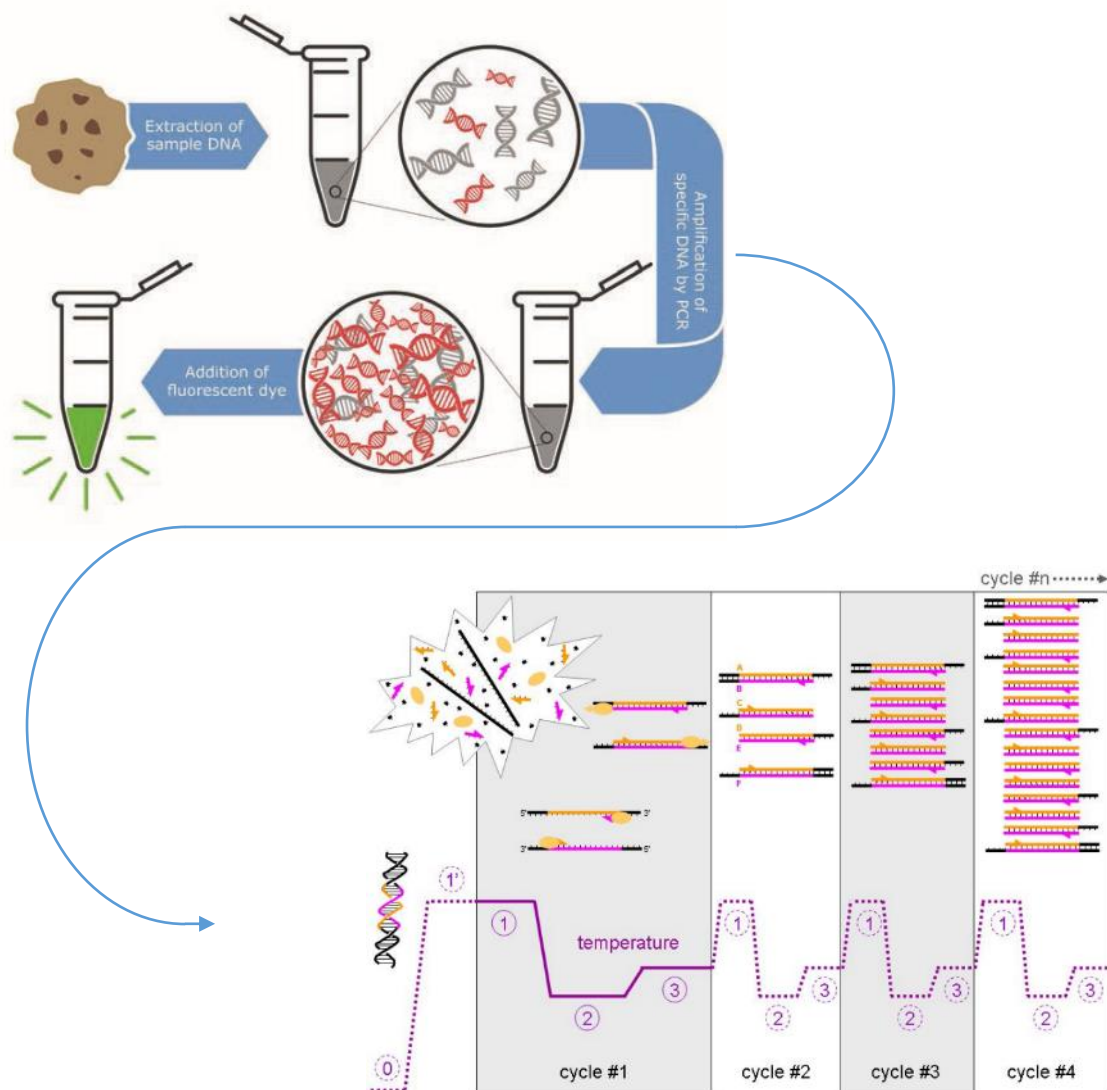 Extraction of
sample DNA
Amplification of
specific DNA by PCR
Addition of
fluorescent dye
cycle #n
A
B
C
D
E
F
5'
3'
3'
5'
1'
1
temperature
3
2
0
1
3
2
1
3
2
1
3
2
cycle #1
cycle #2
cycle #3
cycle #4